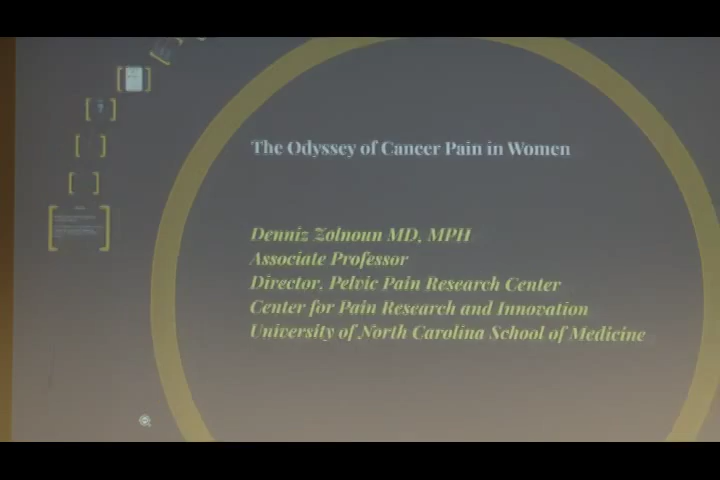 The Odyssey of Cancer Pain in Women
Denniz Zolnoun MD, MPH
Associate Professor
Director, Pelvic Pain Research Center
Center for Pain Research and Innovation
University of North Carolina School of Medicine